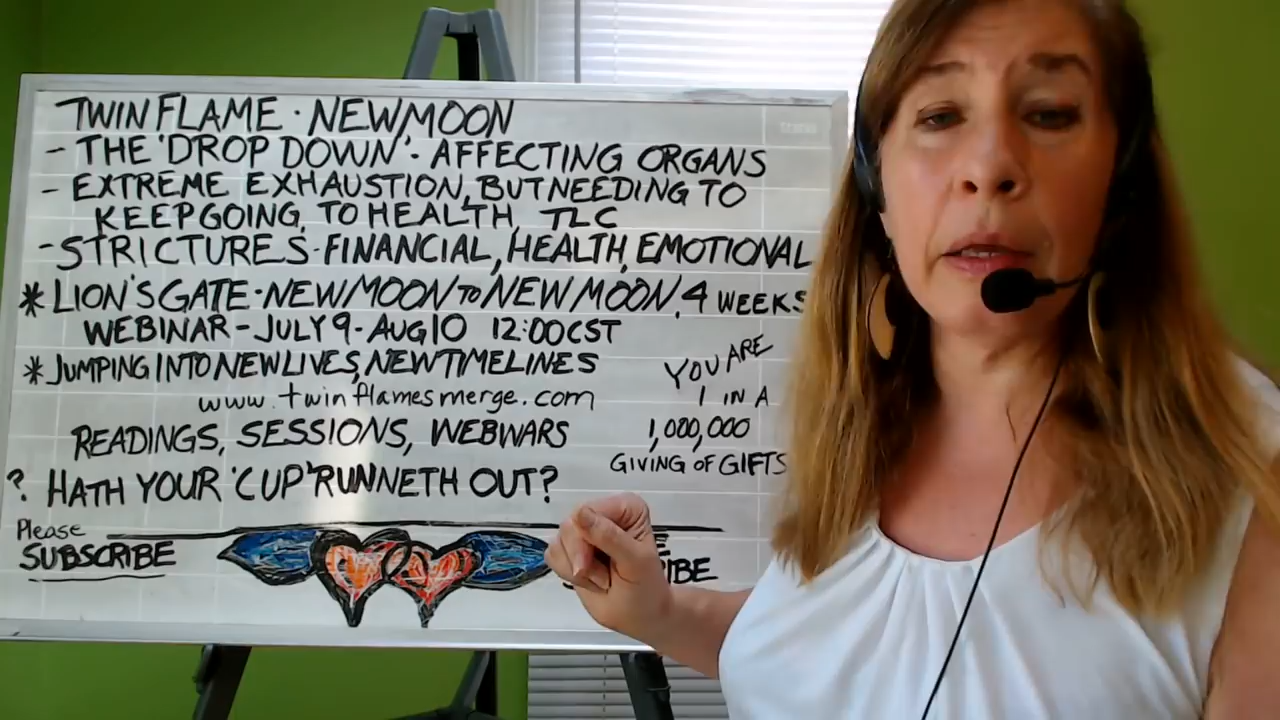 TWIN FLAME · NEW MOON
- THE 'DROP DOWN' · AFFECTING ORGANS
- EXTREME EXHAUSTION, BUT NEEDING TO
KEEP GOING, TO HEALTH, TLC
- STRICTURES - FINANCIAL, HEALTH, EMOTIONAL
* LION'S GATE · NEW MOON TO NEW MOON, 4 WEEKS
WEBINAR - JULY 9 - AUG 10 12:00 CST
* JUMPING INTO NEW LIVES, NEW TIMELINES
www.twinflamesmerge.com
READINGS, SESSIONS, WEBWARS
YOU ARE
1 IN A
1,000,000
GIVING OF GIFTS
? HATH YOUR 'CUP' RUNNETH OUT?
Please
SUBSCRIBE